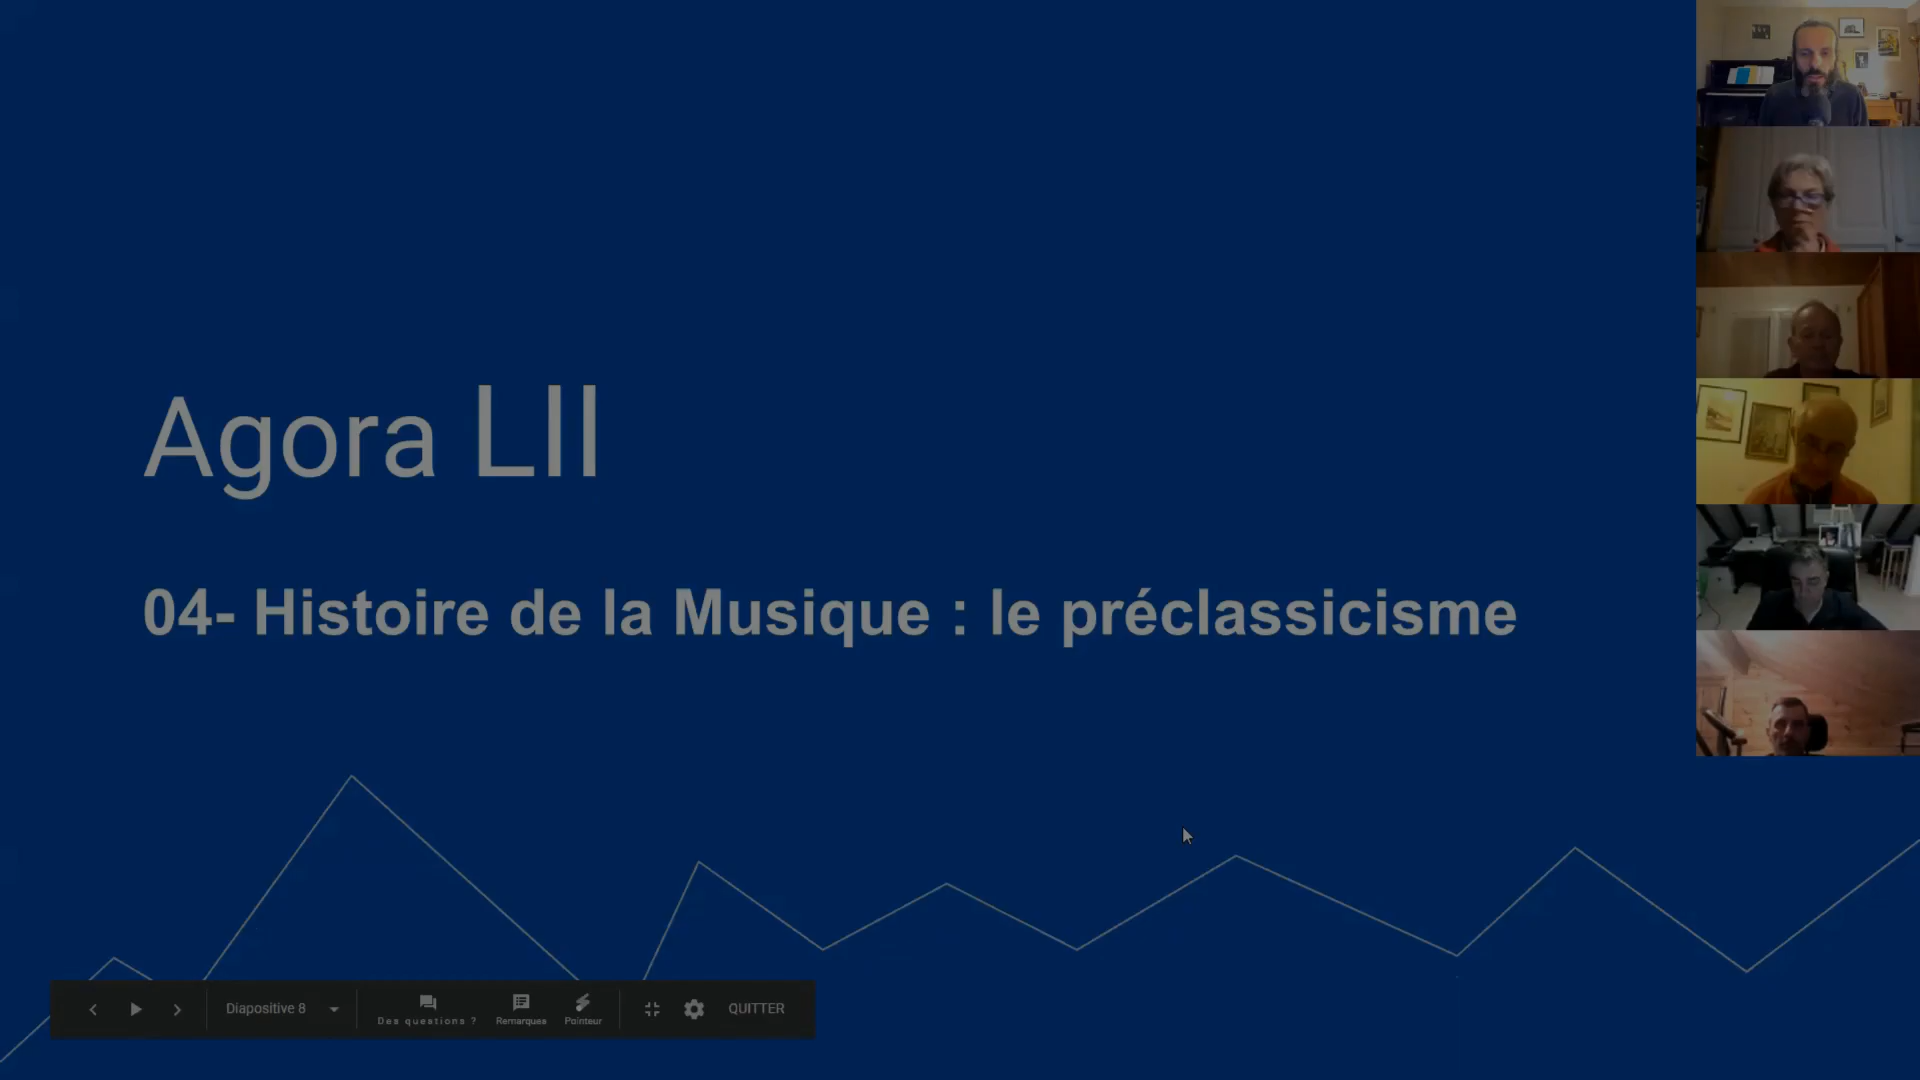 Agora LII
04- Histoire de la Musique : le préclassicisme
Diapositive 8
Des questions ?
Remarques
Pointeur
QUITTER